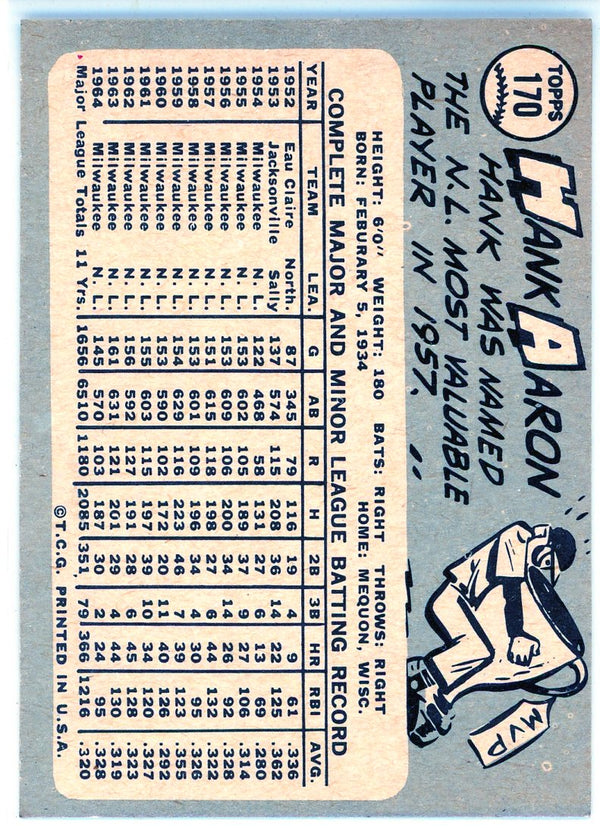 TOPPS
170
HANK AARON
HANK WAS NAMED
THE N.L. MOST VALUABLE
PLAYER IN 1957.
MVP
HEIGHT: 6'0" WEIGHT: 180 BATS: RIGHT THROWS: RIGHT
BORN: FEBURARY 5, 1934 HOME: MEQUON, WISC.
COMPLETE MAJOR AND MINOR LEAGUE BATTING RECORD
YEAR TEAM LEA. G AB R H 2B 3B HR RBI AVG.
1952 Eau Claire North. 87 345 79 116 19 4 9 61 .336
1953 Jacksonville Sally 137 574 115 208 36 14 22 125 .362
1954 Milwaukee N. L. 122 468 58 131 27 6 13 69 .280
1955 Milwaukee N. L. 153 602 105 189 37 9 27 106 .314
1956 Milwaukee N. L. 153 609 106 200 34 14 26 92 .328
1957 Milwaukee N. L. 151 615 118 198 27 6 44 132 .322
1958 Milwaukee N. L. 153 601 109 196 34 4 30 95 .326
1959 Milwaukee N. L. 154 629 116 223 46 7 39 123 .355
1960 Milwaukee N. L. 153 590 102 172 20 11 40 126 .292
1961 Milwaukee N. L. 155 603 115 197 39 10 34 120 .327
1962 Milwaukee N. L. 156 592 127 191 28 6 45 128 .323
1963 Milwaukee N. L. 161 631 121 201 29 4 44 130 .319
1964 Milwaukee N. L. 145 570 103 187 30 2 24 95 .328
Major League Totals 11 Yrs. 1656 6510 1180 2085 351 79 366 1216 .320
©T.C.G. PRINTED IN U.S.A.